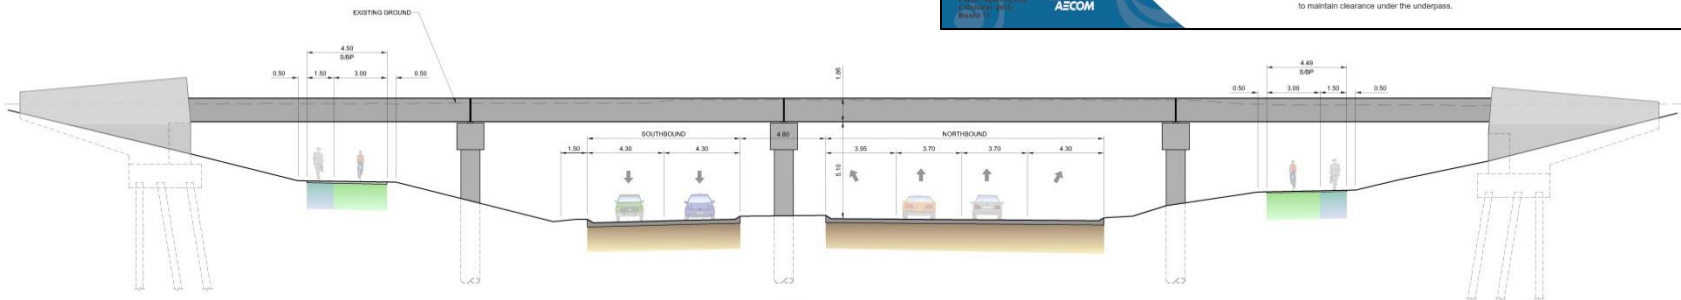 AECOM
to maintain clearance under the underpass.
EXISTING GROUND
4.50
S/BP
0.50
1.50
3.00
0.50
1.86
4.49
S/BP
0.50
3.00
1.50
0.50
SOUTHBOUND
4.80
NORTHBOUND
1.50
4.30
4.30
5.10
3.95
3.70
3.70
4.30